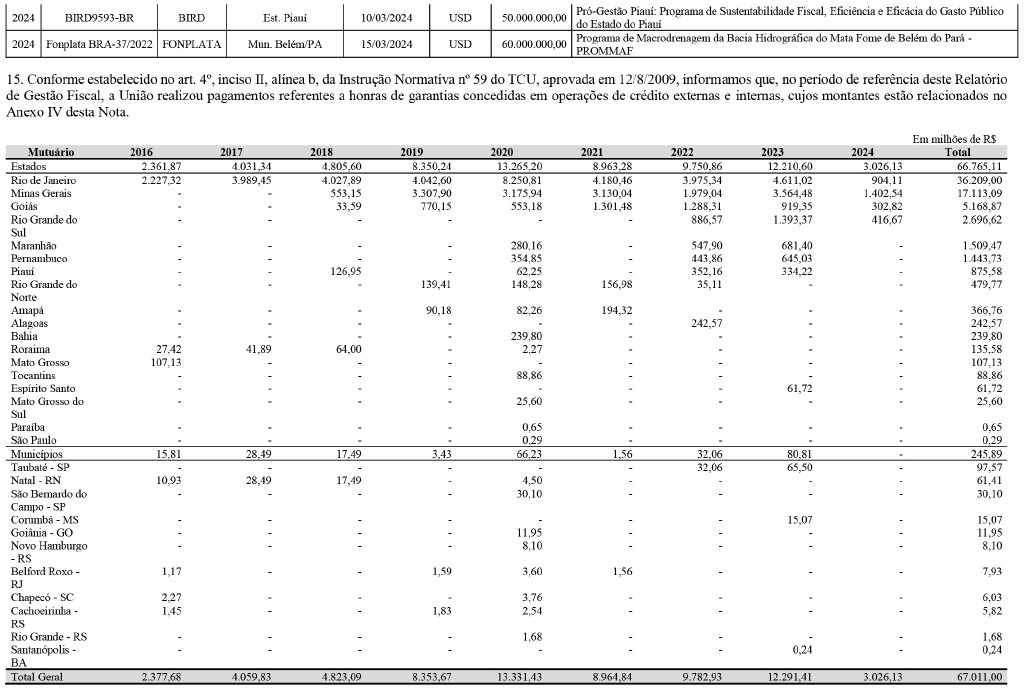 2024 BIRD9593-BR BIRD Est. Piauí 10/03/2024 USD 50.000.000,00 Pró-Gestão Piauí: Programa de Sustentabilidade Fiscal, Eficiência e Eficácia do Gasto Público
do Estado do Piauí
2024 Fonplata BRA-37/2022 FONPLATA Mun. Belém/PA 15/03/2024 USD 60.000.000,00 Programa de Macrodrenagem da Bacia Hidrográfica do Mata Fome de Belém do Pará -
PROMMAF
15. Conforme estabelecido no art. 4º, inciso II, alínea b, da Instrução Normativa nº 59 do TCU, aprovada em 12/8/2009, informamos que, no período de referência deste Relatório
de Gestão Fiscal, a União realizou pagamentos referentes a honras de garantias concedidas em operações de crédito externas e internas, cujos montantes estão relacionados no
Anexo IV desta Nota.
Em milhões de R$
Mutuário 2016 2017 2018 2019 2020 2021 2022 2023 2024 Total
Estados 2.361,87 4.031,34 4.805,60 8.350,24 13.265,20 8.963,28 9.750,86 12.210,60 3.026,13 66.765,11
Rio de Janeiro 2.227,32 3.989,45 4.027,89 4.042,60 8.250,81 4.180,46 3.975,34 4.611,02 904,11 36.209,00
Minas Gerais - - 553,15 3.307,90 3.175,94 3.130,04 1.979,04 3.564,48 1.402,54 17.113,09
Goiás - - 33,59 770,15 553,18 1.301,48 1.288,31 919,35 302,82 5.168,87
Rio Grande do - - - - - - 886,57 1.393,37 416,67 2.696,62
Sul
Maranhão - - - - 280,16 - 547,90 681,40 - 1.509,47
Pernambuco - - - - 354,85 - 443,86 645,03 - 1.443,73
Piauí - - 126,95 - 62,25 - 352,16 334,22 - 875,58
Rio Grande do - - - 139,41 148,28 156,98 35,11 - - 479,77
Norte
Amapá - - - 90,18 82,26 194,32 - - - 366,76
Alagoas - - - - - - 242,57 - - 242,57
Bahia - - - - 239,80 - - - - 239,80
Roraima 27,42 41,89 64,00 - 2,27 - - - - 135,58
Mato Grosso 107,13 - - - - - - - - 107,13
Tocantins - - - - 88,86 - - - - 88,86
Espírito Santo - - - - - - - 61,72 - 61,72
Mato Grosso do - - - - 25,60 - - - - 25,60
Sul
Paraíba - - - - 0,65 - - - - 0,65
São Paulo - - - - 0,29 - - - - 0,29
Municípios 15,81 28,49 17,49 3,43 66,23 1,56 32,06 80,81 - 245,89
Taubaté - SP - - - - - - 32,06 65,50 - 97,57
Natal - RN 10,93 28,49 17,49 - 4,50 - - - - 61,41
São Bernardo do - - - - 30,10 - - - - 30,10
Campo - SP
Corumbá - MS - - - - - - - 15,07 - 15,07
Goiânia - GO - - - - 11,95 - - - - 11,95
Novo Hamburgo - - - - 8,10 - - - - 8,10
- RS
Belford Roxo - 1,17 - - 1,59 3,60 1,56 - - - 7,93
RJ
Chapecó - SC 2,27 - - - 3,76 - - - - 6,03
Cachoeirinha - 1,45 - - 1,83 2,54 - - - - 5,82
RS
Rio Grande - RS - - - - 1,68 - - - - 1,68
Santanópolis - - - - - - - - 0,24 - 0,24
BA
Total Geral 2.377,68 4.059,83 4.823,09 8.353,67 13.331,43 8.964,84 9.782,93 12.291,41 3.026,13 67.011,00